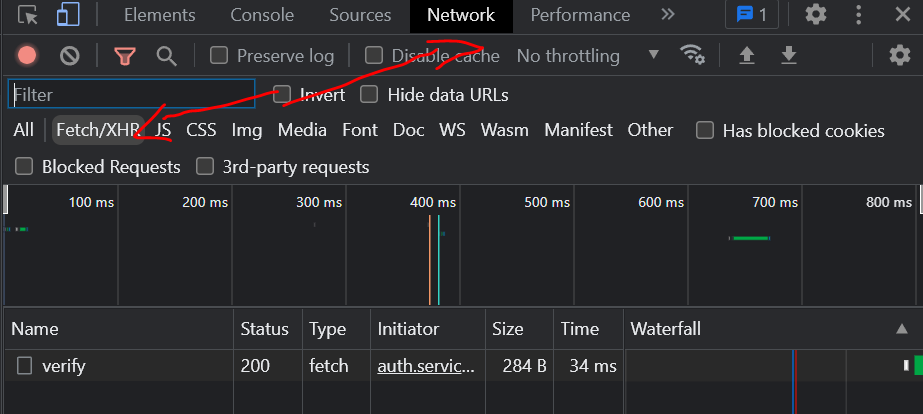 Elements Console Sources Network Performance » 1
Preserve log Disable cache No throttling
Filter Invert Hide data URLs
All Fetch/XHR JS CSS Img Media Font Doc WS Wasm Manifest Other Has blocked cookies
Blocked Requests 3rd-party requests
100 ms 200 ms 300 ms 400 ms 500 ms 600 ms 700 ms 800 ms
Name Status Type Initiator Size Time Waterfall
verify 200 fetch auth.servic... 284 B 34 ms